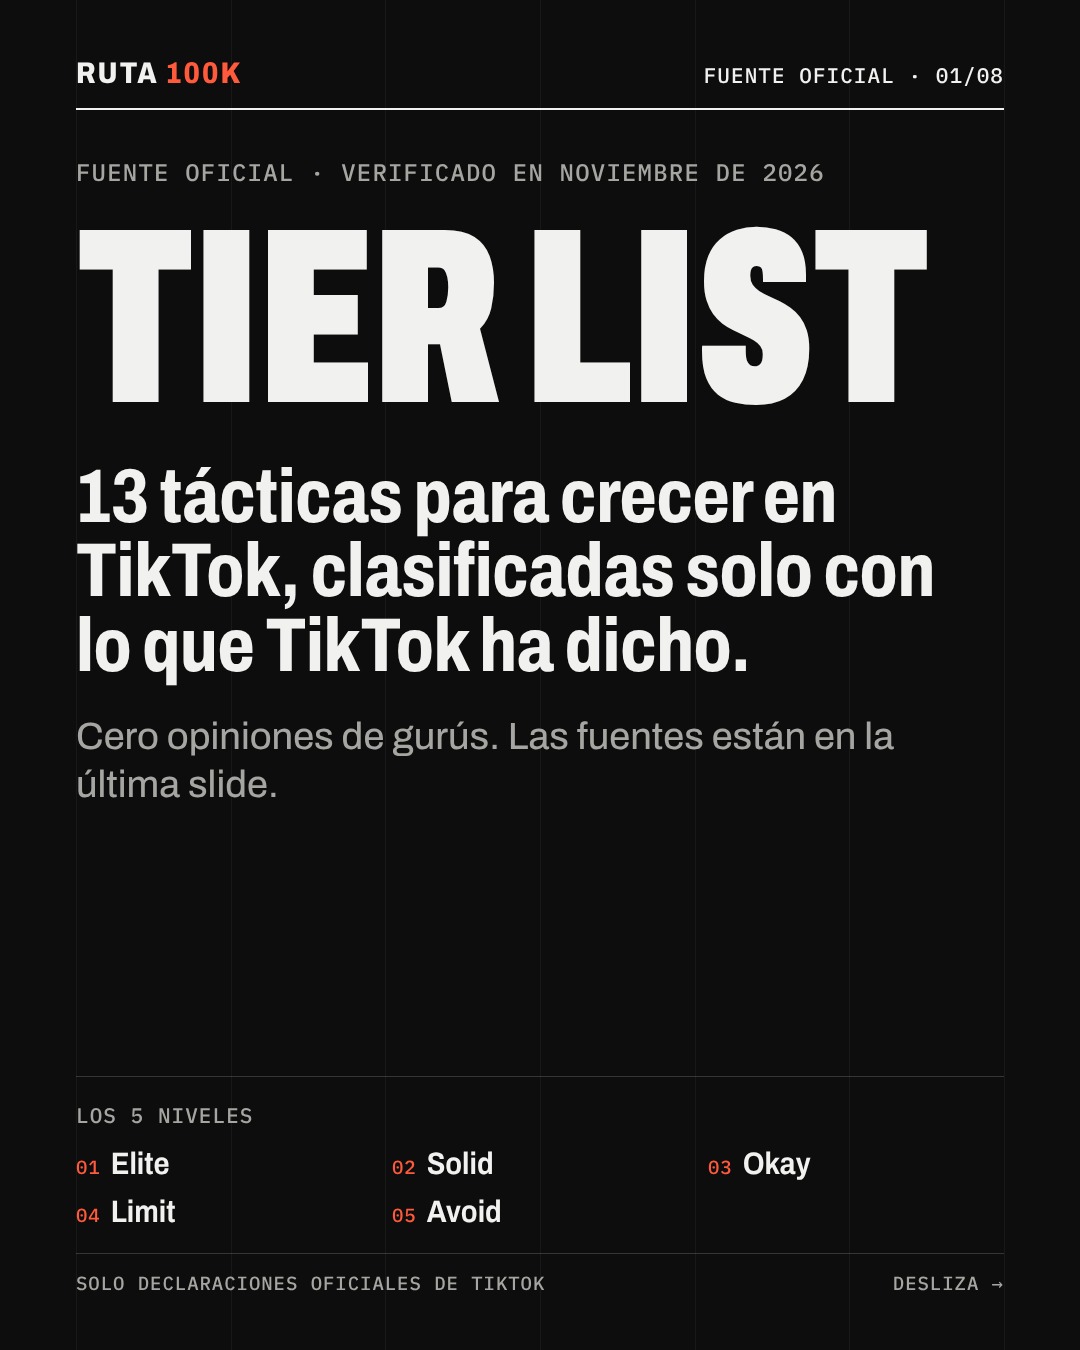 RUTA 100K
FUENTE OFICIAL · 01/08
FUENTE OFICIAL · VERIFICADO EN NOVIEMBRE DE 2026
TIER LIST
13 tácticas para crecer en
TikTok, clasificadas solo con
lo que TikTok ha dicho.
Cero opiniones de gurús. Las fuentes están en la
última slide.
LOS 5 NIVELES
01 Elite
02 Solid
03 Okay
04 Limit
05 Avoid
SOLO DECLARACIONES OFICIALES DE TIKTOK
DESLIZA →